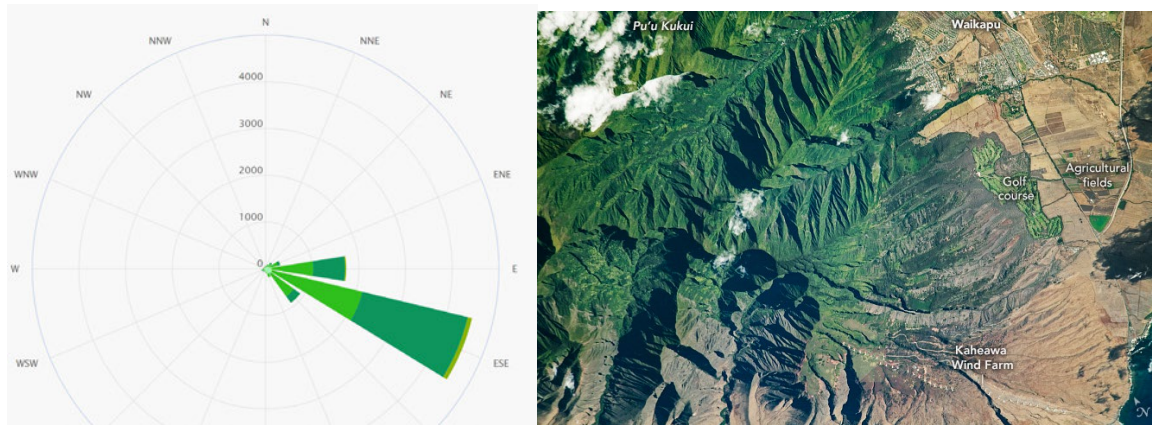 N
NNW
NNE
4000
NW
NE
3000
2000
WNW
ENE
1000
0
W
E
WSW
ESE
Pu‘u Kukui
Waikapu
Golf
course
Agricultural
fields
Kaheawa
Wind Farm
N